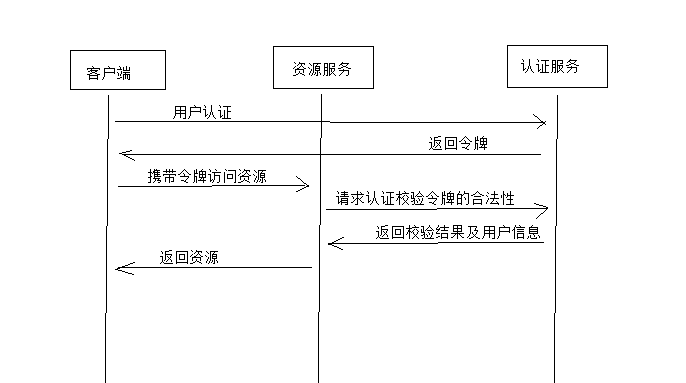 客户端
资源服务
认证服务
用户认证
返回令牌
携带令牌访问资源
请求认证校验令牌的合法性
返回校验结果及用户信息
返回资源